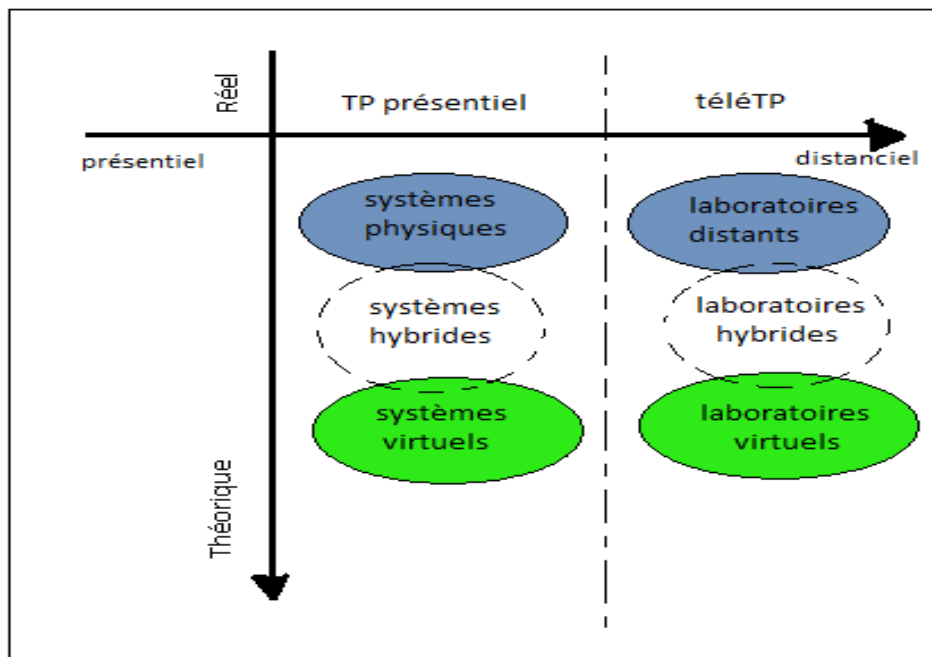 Réel
TP présentiel
téléTP
présentiel
distanciel
systèmes
physiques
laboratoires
distants
systèmes
hybrides
laboratoires
hybrides
systèmes
virtuels
laboratoires
virtuels
Théorique